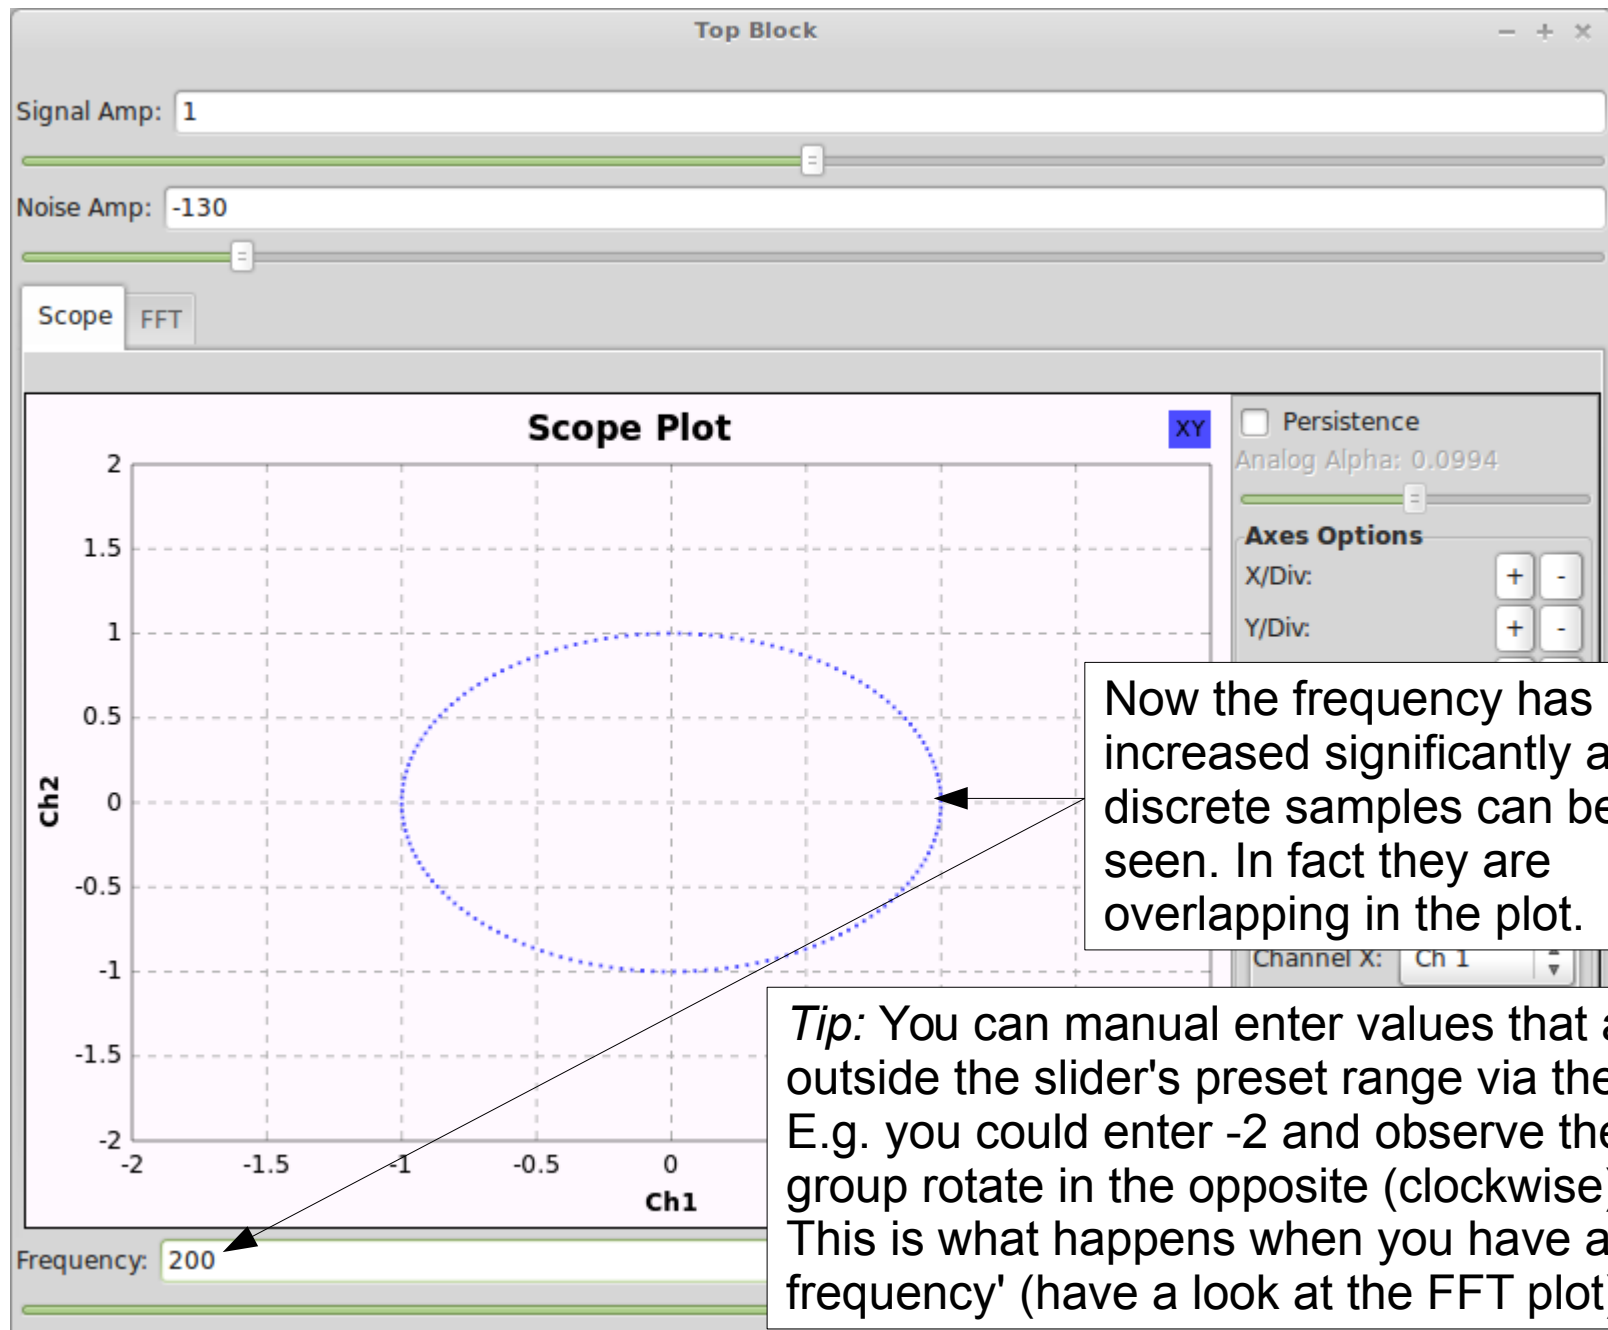 Top Block
Signal Amp: 1
Noise Amp: -130
Scope FFT
Scope Plot
XY
2
1.5
1
0.5
0
-0.5
-1
-1.5
-2
-2 -1.5 -1 -0.5 0
Ch2
Ch1
Persistence
Analog Alpha: 0.0994
Axes Options
X/Div: + -
Y/Div: + -
Now the frequency has
increased significantly a
discrete samples can be
seen. In fact they are
overlapping in the plot.
Channel X: Ch 1
Tip: You can manual enter values that a
outside the slider's preset range via the
E.g. you could enter -2 and observe the
group rotate in the opposite (clockwise)
This is what happens when you have a
frequency' (have a look at the FFT plot)
Frequency: 200